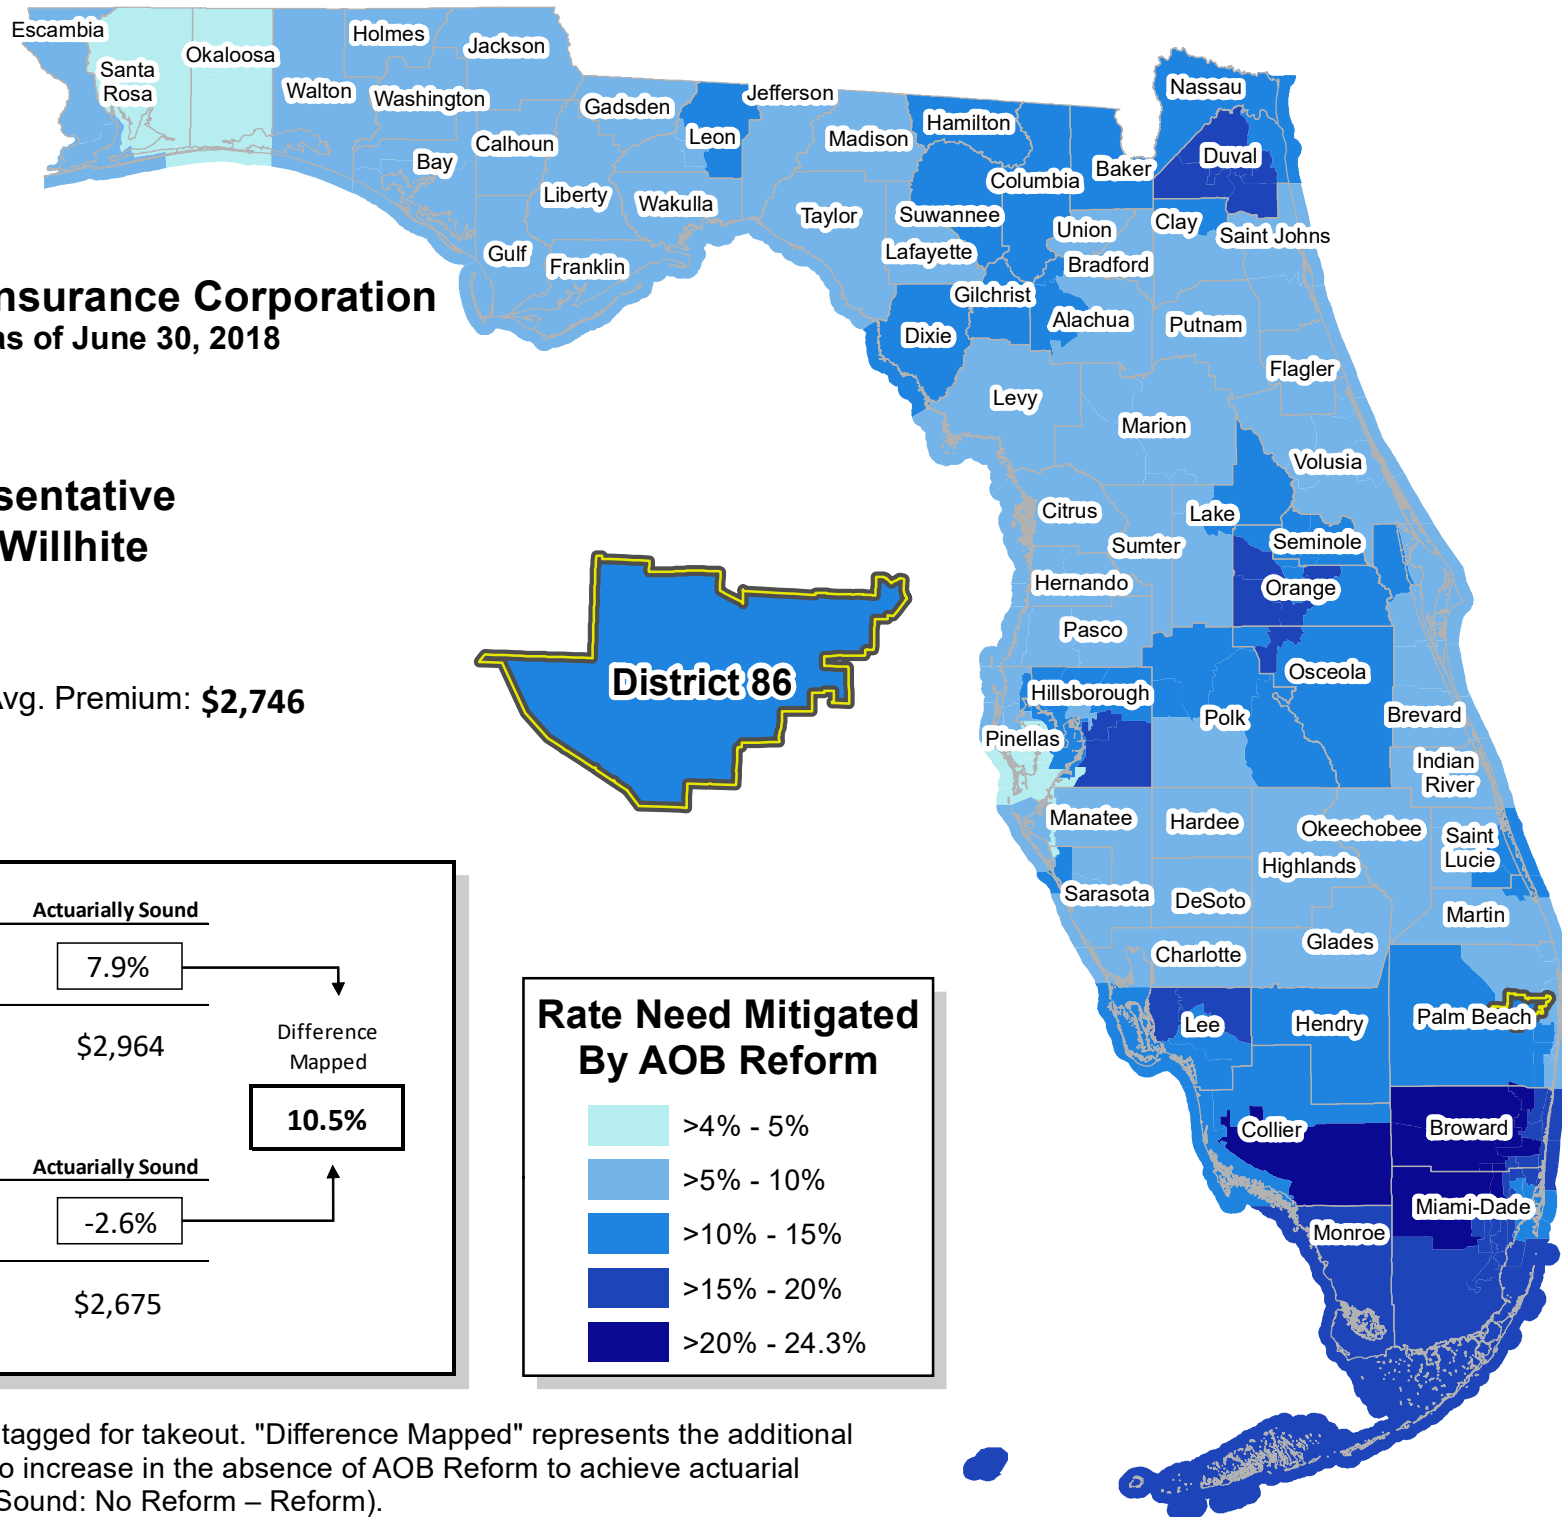 Escambia
Santa
Rosa
Okaloosa
Holmes
Jackson
Walton
Washington
Bay
Calhoun
Gulf
Liberty
Franklin
Gadsden
Leon
Wakulla
Jefferson
Madison
Taylor
Hamilton
Columbia
Suwannee
Lafayette
Baker
Nassau
Duval
Union
Clay
Saint Johns
Bradford
Gilchrist
Dixie
Alachua
Putnam
Flagler
Levy
Marion
Volusia
Citrus
Lake
Sumter
Seminole
Hernando
Orange
Pasco
Osceola
Hillsborough
Polk
Brevard
Pinellas
Indian
River
Manatee
Hardee
Okeechobee
Saint
Lucie
Highlands
Sarasota
DeSoto
Martin
Charlotte
Glades
Lee
Hendry
Palm Beach
Collier
Broward
Miami-Dade
Monroe
nsurance Corporation
as of June 30, 2018
sentative
Willhite
Avg. Premium: $2,746
District 86
Actuarially Sound
7.9%
$2,964
Difference
Mapped
10.5%
Actuarially Sound
-2.6%
$2,675
Rate Need Mitigated
By AOB Reform
>4% - 5%
>5% - 10%
>10% - 15%
>15% - 20%
>20% - 24.3%
tagged for takeout. "Difference Mapped" represents the additional
o increase in the absence of AOB Reform to achieve actuarial
Sound: No Reform – Reform).